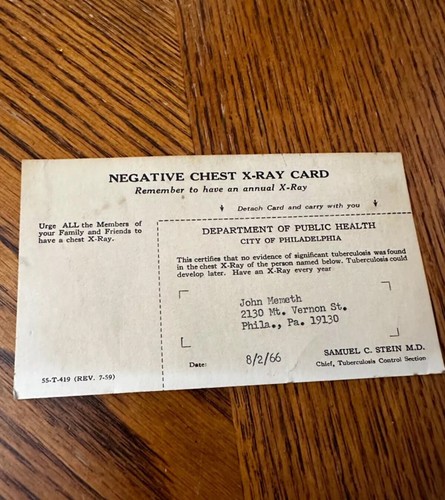 NEGATIVE CHEST X-RAY CARD
Remember to have an annual X-Ray
Detach Card and carry with you
Urge ALL the Members of
your Family and Friends to
have a chest X-Ray.
DEPARTMENT OF PUBLIC HEALTH
CITY OF PHILADELPHIA
This certifies that no evidence of significant tuberculosis was found
in the chest X-Ray of the person named below. Tuberculosis could
develop later. Have an X-Ray every year.
John Memeth
2130 Mt. Vernon St.
Phila., Pa. 19130
Date: 8/2/66
SAMUEL C. STEIN M.D.
Chief, Tuberculosis Control Section
55-T-419 (REV. 7-59)